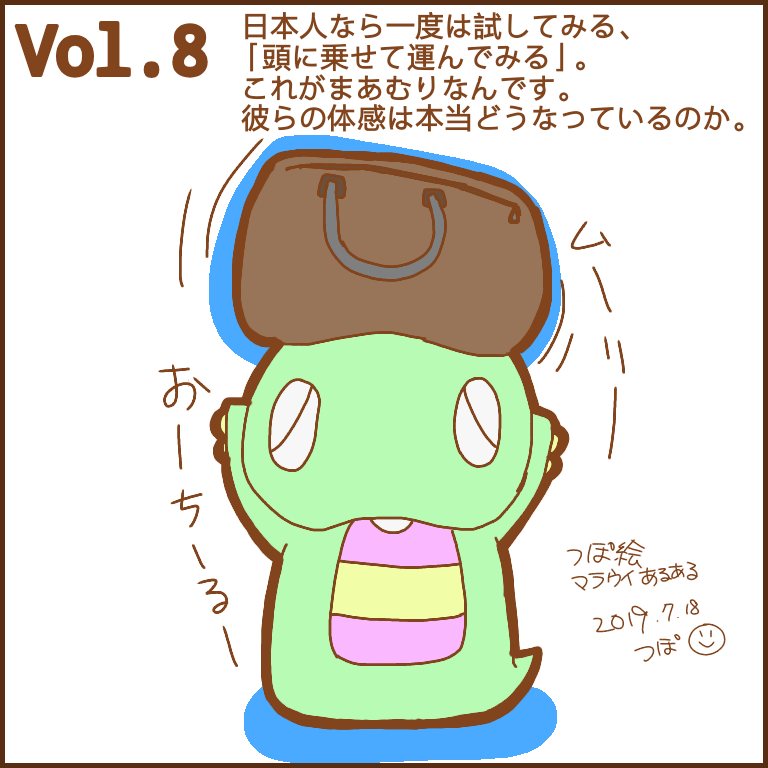 Vol.8
日本人なら一度は試してみる、
「頭に乗せて運んでみる」。
これがまあむりなんです。
彼らの体感は本当どうなっているのか。
ムーリー
おーちーるー
つぽ絵
マラウイあるある
2019.7.18
つぽ